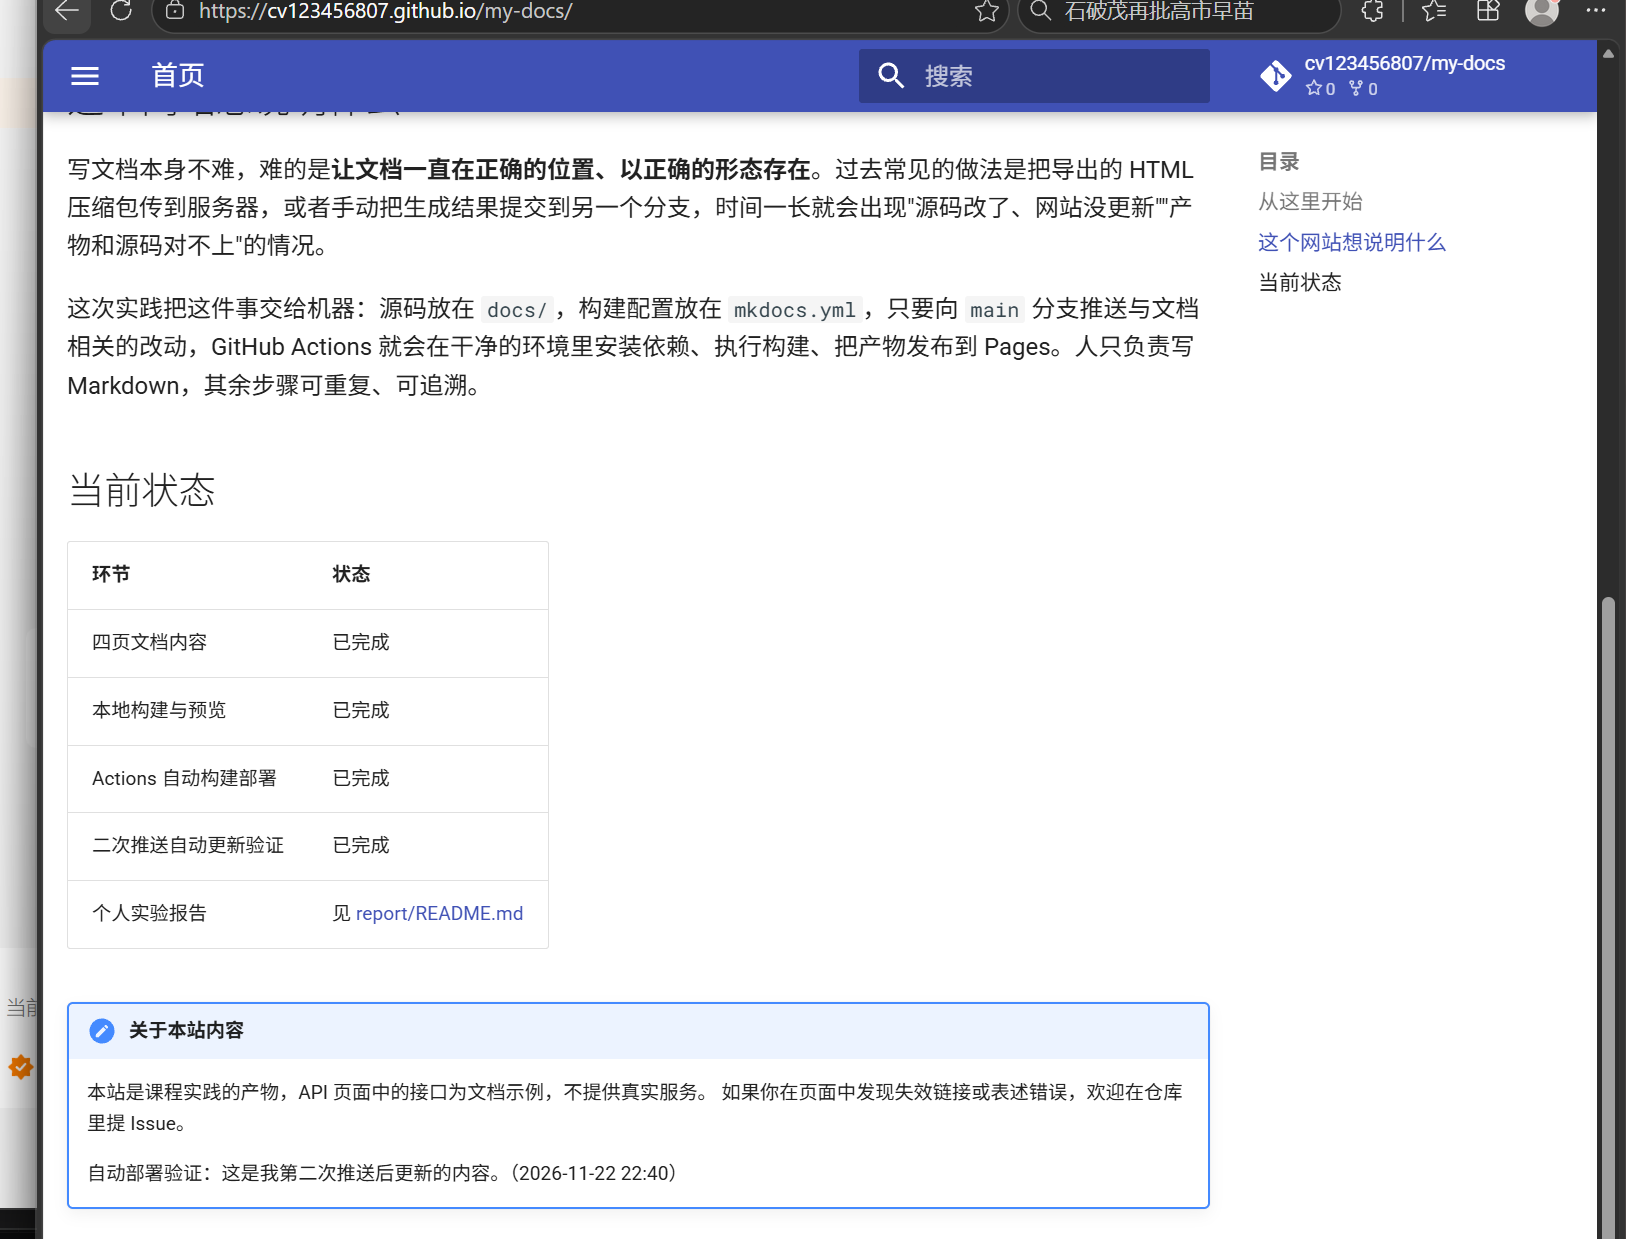 https://cv123456807.github.io/my-docs/
石破茂再批高市早苗
首页
搜索
cv123456807/my-docs
0 0
写文档本身不难，难的是让文档一直在正确的位置、以正确的形态存在。过去常见的做法是把导出的 HTML
压缩包传到服务器，或者手动把生成结果提交到另一个分支，时间一长就会出现"源码改了、网站没更新""产
物和源码对不上"的情况。
这次实践把这件事交给机器：源码放在 docs/，构建配置放在 mkdocs.yml，只要向 main 分支推送与文档
相关的改动，GitHub Actions 就会在干净的环境里安装依赖、执行构建、把产物发布到 Pages。人只负责写
Markdown，其余步骤可重复、可追溯。
目录
从这里开始
这个网站想说明什么
当前状态
当前状态
环节 状态
四页文档内容 已完成
本地构建与预览 已完成
Actions 自动构建部署 已完成
二次推送自动更新验证 已完成
个人实验报告 见 report/README.md
当前
关于本站内容
本站是课程实践的产物，API 页面中的接口为文档示例，不提供真实服务。 如果你在页面中发现失效链接或表述错误，欢迎在仓库
里提 Issue。
自动部署验证：这是我第二次推送后更新的内容。（2026-11-22 22:40）